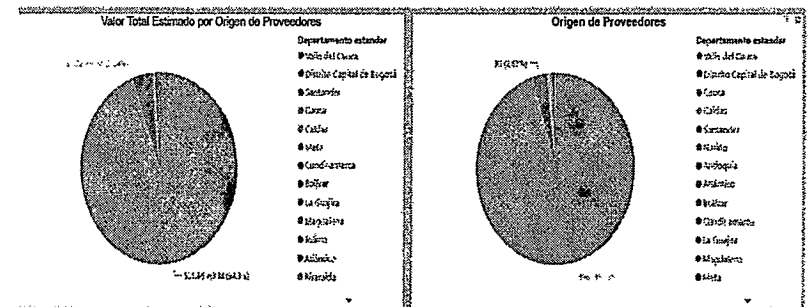 Valor Total Estimado por Origen de Proveedores
Departamento estandar
Valle del Cauca
Distrito Capital de Bogotá
Santander
Cauca
Caldas
Meta
Cundinamarca
Bolívar
La Guajira
Magdalena
Atlántico
Risaralda
Origen de Proveedores
Departamento estandar
Valle del Cauca
Distrito Capital de Bogotá
Cauca
Caldas
Santander
Nariño
Antioquia
Atlántico
Bolívar
Cundinamarca
La Guajira
Magdalena
Meta